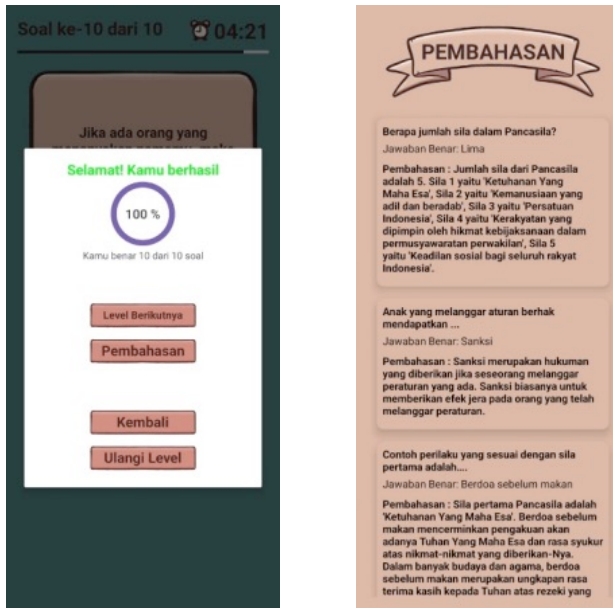 Soal ke-10 dari 10
04:21
Jika ada orang yang
Selamat! Kamu berhasil
100 %
Kamu benar 10 dari 10 soal
Level Berikutnya
Pembahasan
Kembali
Ulangi Level
PEMBAHASAN
Berapa jumlah sila dalam Pancasila?
Jawaban Benar: Lima
Pembahasan : Jumlah sila dari Pancasila
adalah 5. Sila 1 yaitu 'Ketuhanan Yang
Maha Esa', Sila 2 yaitu 'Kemanusiaan yang
adil dan beradab', Sila 3 yaitu 'Persatuan
Indonesia', Sila 4 yaitu 'Kerakyatan yang
dipimpin oleh hikmat kebijaksanaan dalam
permusyawaratan perwakilan', Sila 5
yaitu 'Keadilan sosial bagi seluruh rakyat
Indonesia'.
Anak yang melanggar aturan berhak
mendapatkan ...
Jawaban Benar: Sanksi
Pembahasan : Sanksi merupakan hukuman
yang diberikan jika seseorang melanggar
peraturan yang ada. Sanksi biasanya untuk
memberikan efek jera pada orang yang telah
melanggar peraturan.
Contoh perilaku yang sesuai dengan sila
pertama adalah....
Jawaban Benar: Berdoa sebelum makan
Pembahasan : Sila pertama Pancasila adalah
'Ketuhanan Yang Maha Esa'. Berdoa sebelum
makan mencerminkan pengakuan akan
adanya Tuhan Yang Maha Esa dan rasa syukur
atas nikmat-nikmat yang diberikan-Nya.
Dalam banyak budaya dan agama, berdoa
sebelum makan merupakan ungkapan rasa
terima kasih kepada Tuhan atas rezeki yang